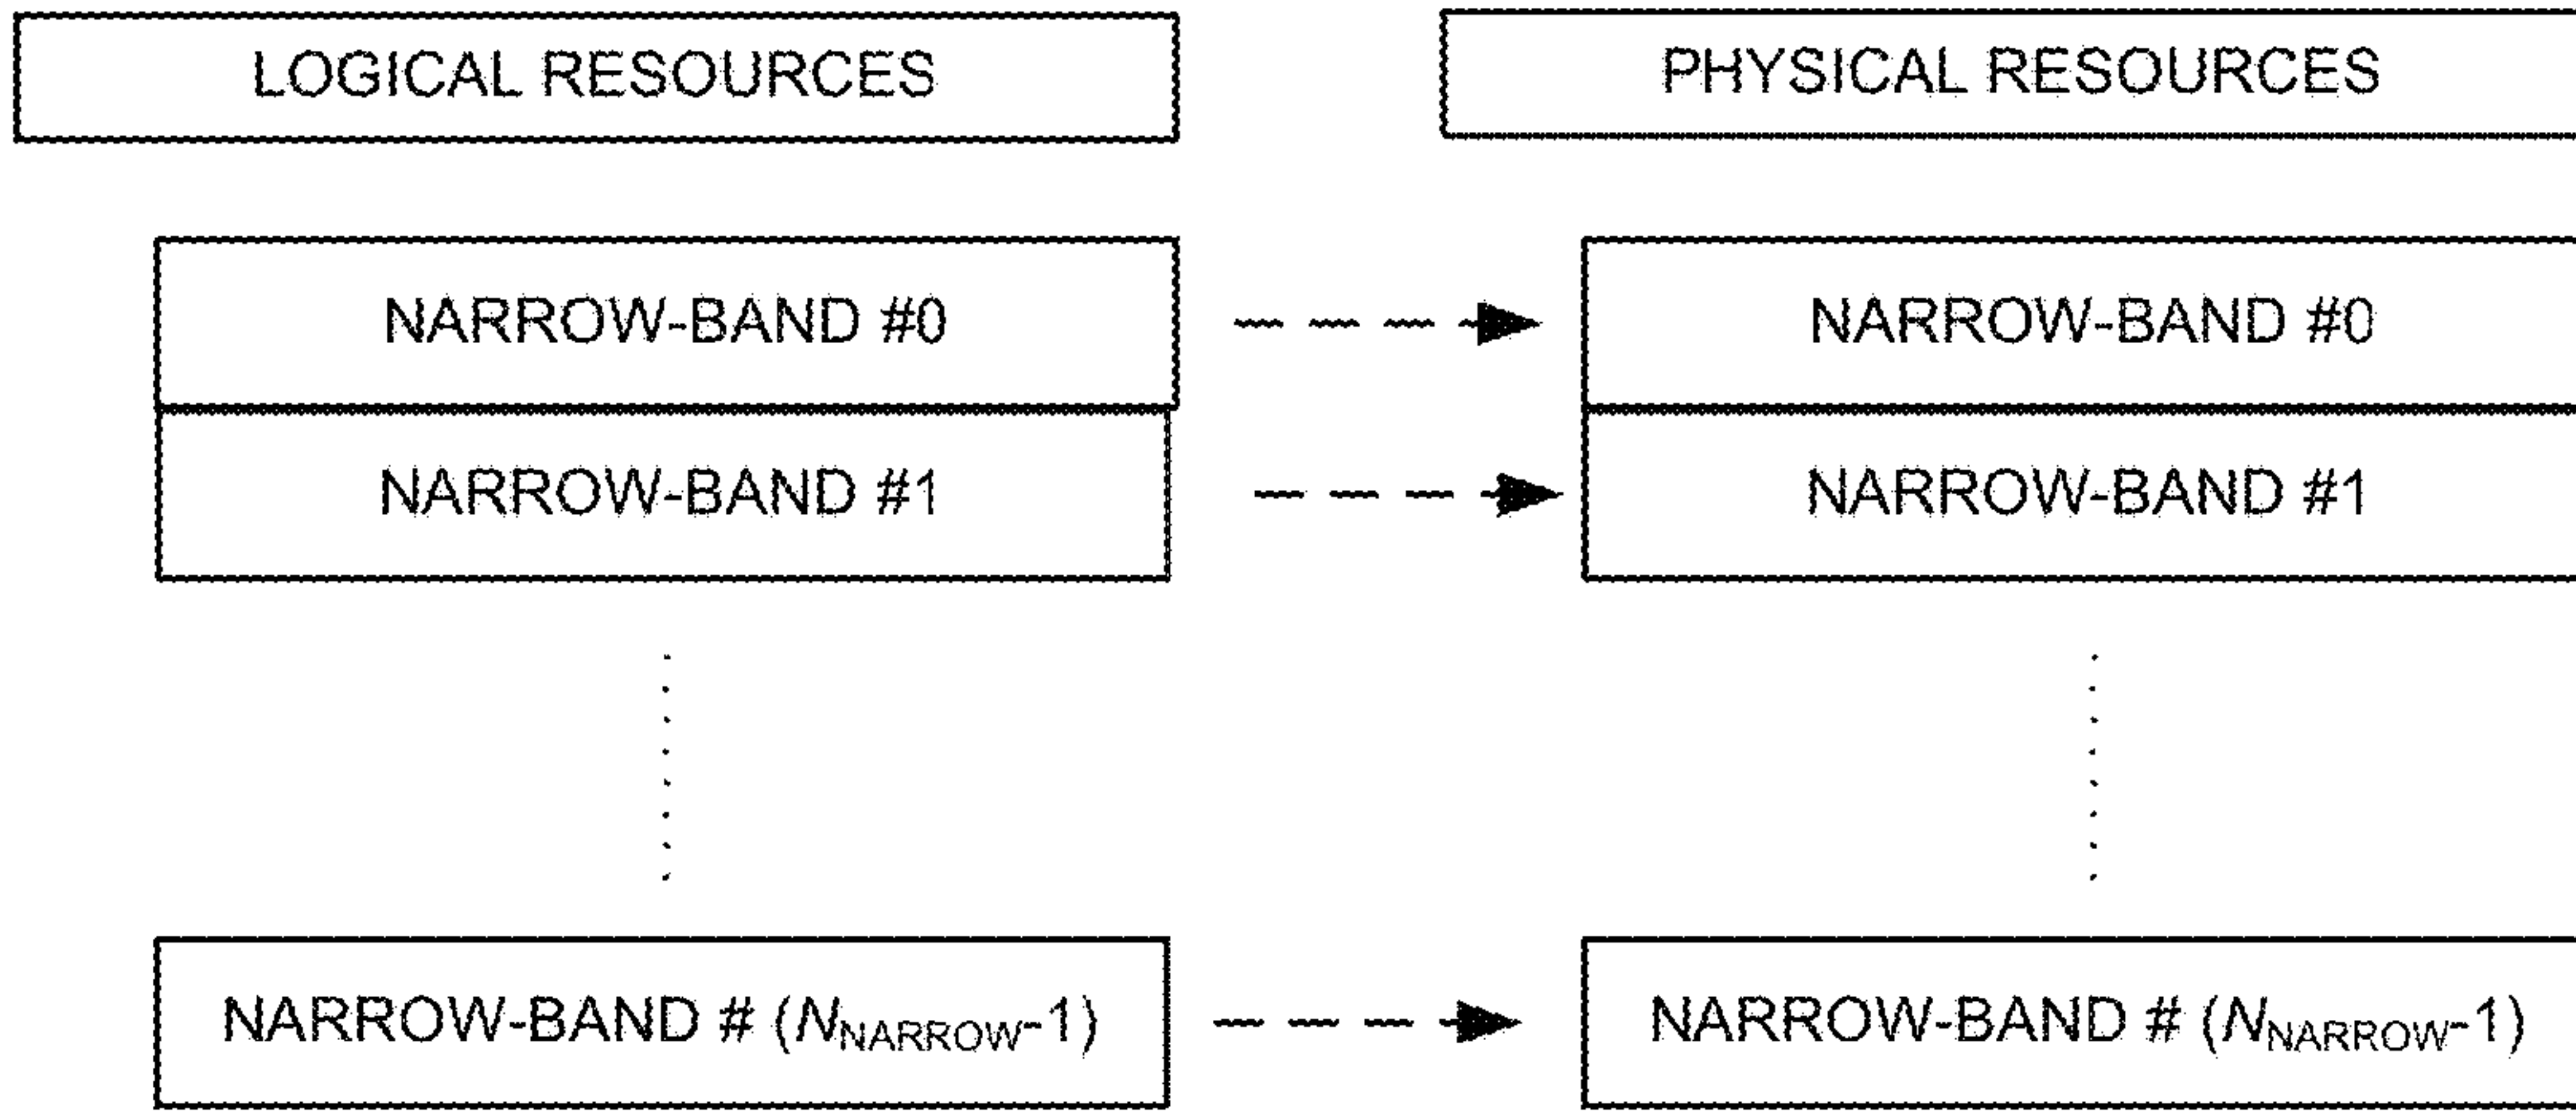 LOGICAL RESOURCES PHYSICAL RESOURCES
NARROW-BAND #0 NARROW-BAND #0
NARROW-BAND #1 NARROW-BAND #1
NARROW-BAND # (NNARROW-1) NARROW-BAND # (NNARROW-1)